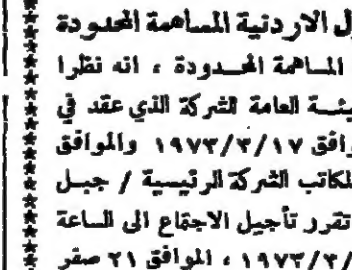 ل الاردنية المساهمة المحدودة
المساهمة المحدودة ، انه نظرا
يئة العامة للشركة الذي عقد في
وافق ١٩٧٣/٣/١٧ والموافق
لمكاتب الشركة الرئيسية / جبل
تقرر تأجيل الاجتماع الى الساعة
١٩٧٣/٣/ ، الموافق ٢١ صفر